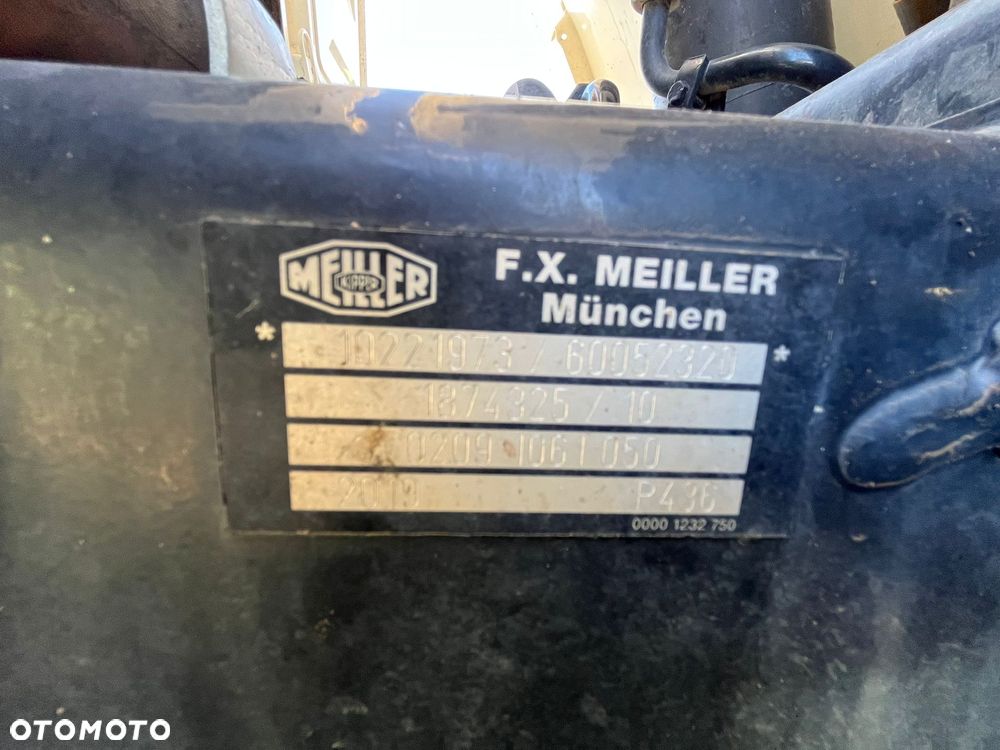 MEILLER
KIPPER
F.X. MEILLER
München
* 10221973 / 60052320 *
1874325 / 10
0209 1061 050
2019 P436
0000 1232 750
OTOMOTO